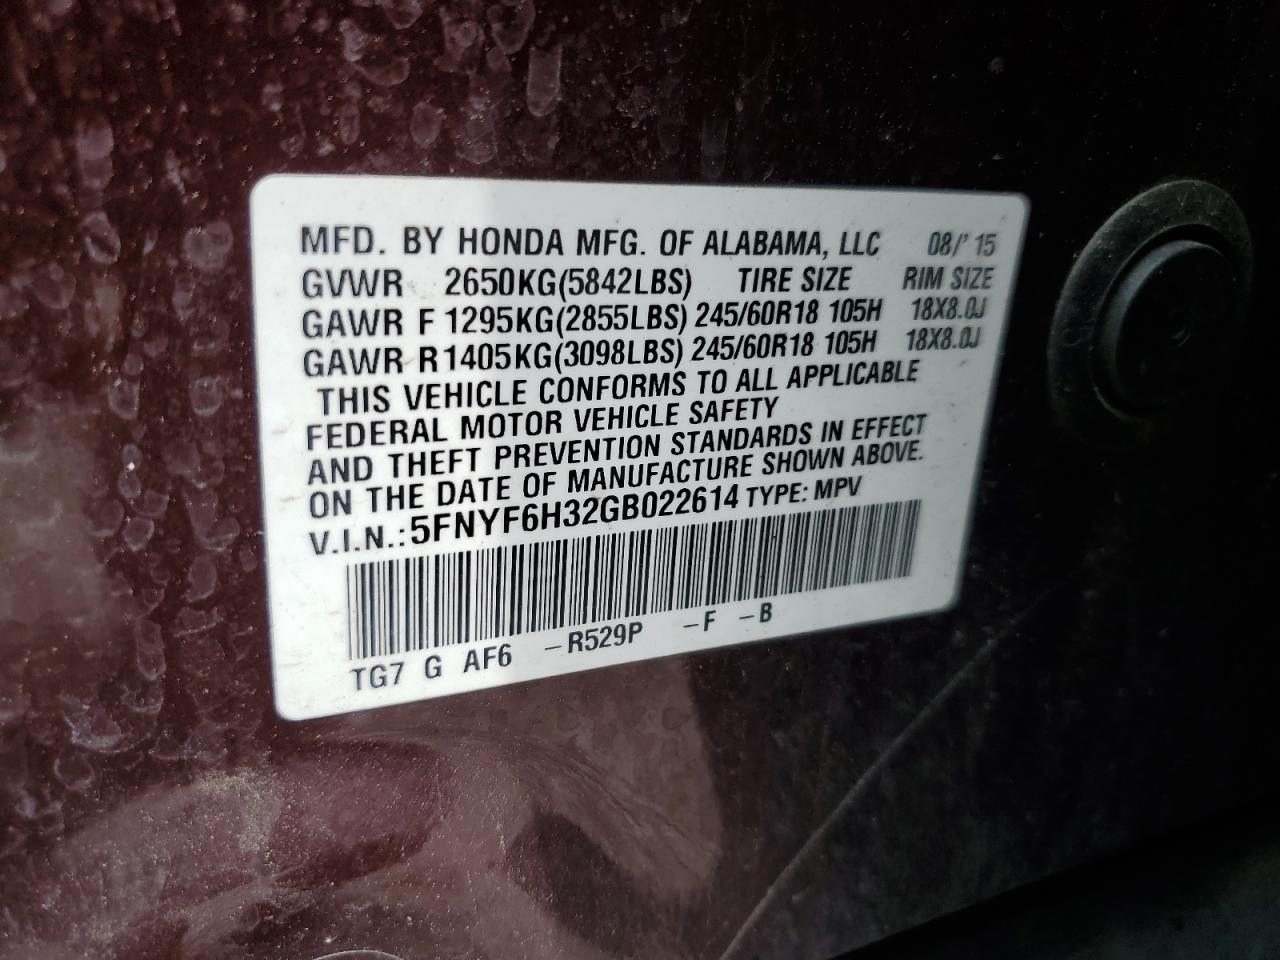 MFD. BY HONDA MFG. OF ALABAMA, LLC 08/' 15
GVWR 2650KG(5842LBS) TIRE SIZE RIM SIZE
GAWR F 1295KG(2855LBS) 245/60R18 105H 18X8.0J
GAWR R 1405KG(3098LBS) 245/60R18 105H 18X8.0J
THIS VEHICLE CONFORMS TO ALL APPLICABLE
FEDERAL MOTOR VEHICLE SAFETY
AND THEFT PREVENTION STANDARDS IN EFFECT
ON THE DATE OF MANUFACTURE SHOWN ABOVE.
V.I.N.: 5FNYF6H32GB022614 TYPE: MPV
TG7 G AF6 -R529P -F -B